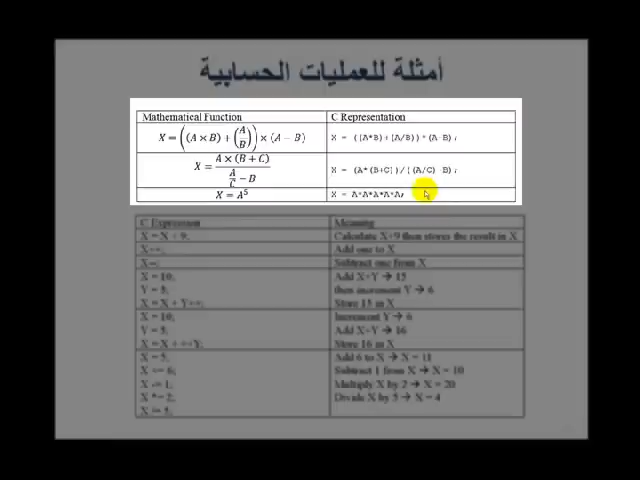 أمثلة للعمليات الحسابية
Mathematical Function C Representation
X = ((A × B) + (A/B)) × (A − B) X = ((A*B)+(A/B))*(A-B);
X = A × (B + C) / (A/C − B) X = (A*(B+C))/((A/C)-B);
X = A⁵ X = A*A*A*A*A;
C Expression Meaning
X = X + 9; Calculate X+9 then stores the result in X
X++; Add one to X
X--; Subtract one from X
X = 10; Add X+Y → 15
Y = 5; then increment Y → 6
X = X + Y++; Store 15 in X
X = 10; Increment Y → 6
Y = 5; Add X+Y → 16
X = X + ++Y; Store 16 in X
X = 5; Add 6 to X → X = 11
X += 6; Subtract 1 from X → X = 10
X -= 1; Multiply X by 2 → X = 20
X *= 2; Divide X by 5 → X = 4
X /= 5;